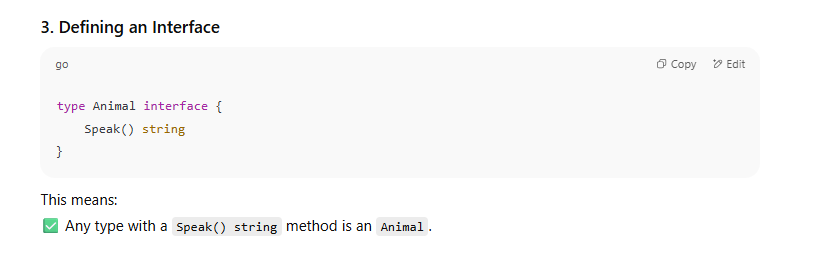 3. Defining an Interface
go
Copy Edit
type Animal interface {
    Speak() string
}
This means:
✅ Any type with a Speak() string method is an Animal.